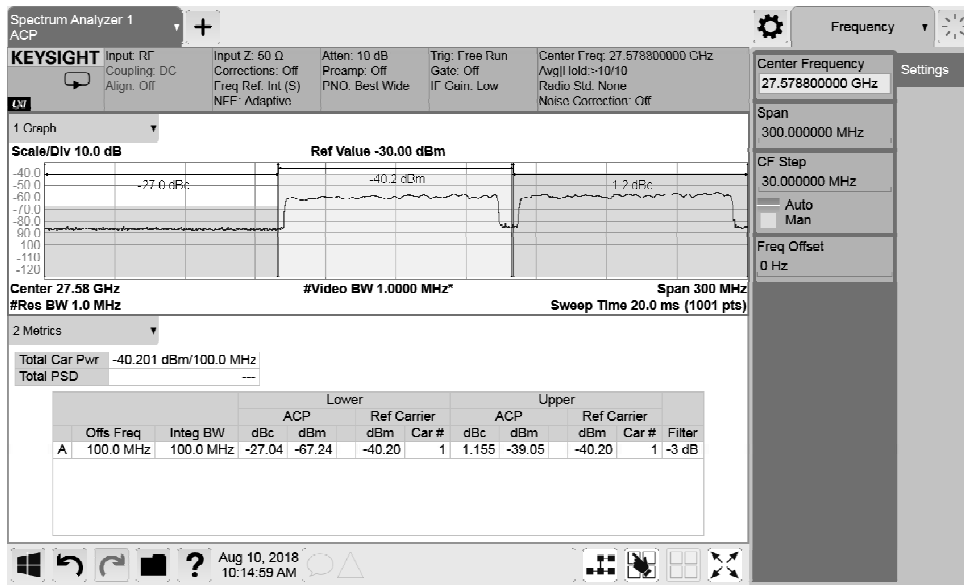 Spectrum Analyzer 1
ACP
+
Frequency
KEYSIGHT
LXI
Input: RF
Coupling: DC
Align: Off
Input Z: 50 Ω
Corrections: Off
Freq Ref: Int (S)
NFE: Adaptive
Atten: 10 dB
Preamp: Off
PNO: Best Wide
Trig: Free Run
Gate: Off
IF Gain: Low
Center Freq: 27.578800000 GHz
Avg|Hold:>10/10
Radio Std: None
Noise Correction: Off
Center Frequency
27.578800000 GHz
Settings
Span
300.000000 MHz
CF Step
30.000000 MHz
Auto
Man
Freq Offset
0 Hz
1 Graph
Scale/Div 10.0 dB
Ref Value -30.00 dBm
-40.0
-50.0
-60.0
-70.0
-80.0
90.0
100
-110
-120
-27.0 dBc
-40.2 dBm
1.2 dBc
Center 27.58 GHz
#Video BW 1.0000 MHz*
Span 300 MHz
#Res BW 1.0 MHz
Sweep Time 20.0 ms (1001 pts)
2 Metrics
Total Car Pwr -40.201 dBm/100.0 MHz
Total PSD ---
Lower Upper
ACP Ref Carrier ACP Ref Carrier
Offs Freq Integ BW dBc dBm dBm Car # dBc dBm dBm Car # Filter
A 100.0 MHz 100.0 MHz -27.04 -67.24 -40.20 1 1.155 -39.05 -40.20 1 -3 dB
?
Aug 10, 2018
10:14:59 AM